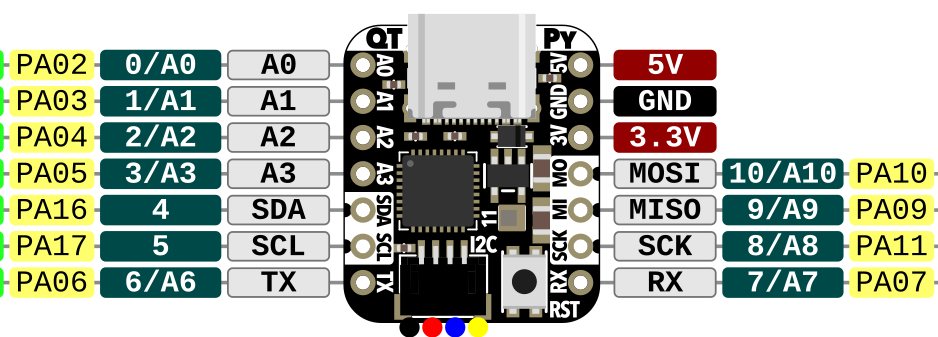 QT PY
PA02 0/A0 A0 A0 5V 5V
PA03 1/A1 A1 A1 GND GND
PA04 2/A2 A2 A2 3V 3.3V
PA05 3/A3 A3 A3 MO MOSI 10/A10 PA10
PA16 4 SDA SDA MI MISO 9/A9 PA09
11
PA17 5 SCL SCL I2C SCK SCK 8/A8 PA11
PA06 6/A6 TX TX RX RX 7/A7 PA07
RST